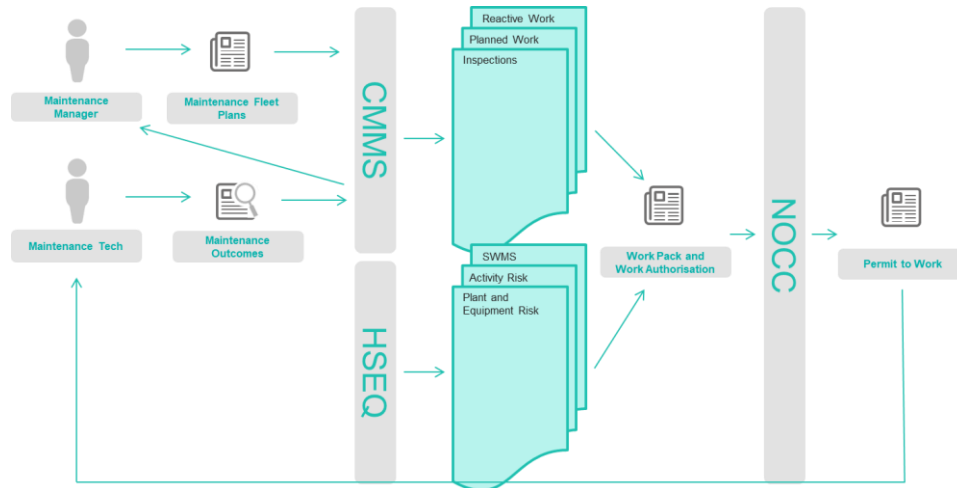 Reactive Work
Planned Work
Inspections
Maintenance
Manager
Maintenance Fleet
Plans
CMMS
Maintenance Tech
Maintenance
Outcomes
SWMS
Activity Risk
Plant and
Equipment Risk
HSEQ
Work Pack and
Work Authorisation
NOCC
Permit to Work